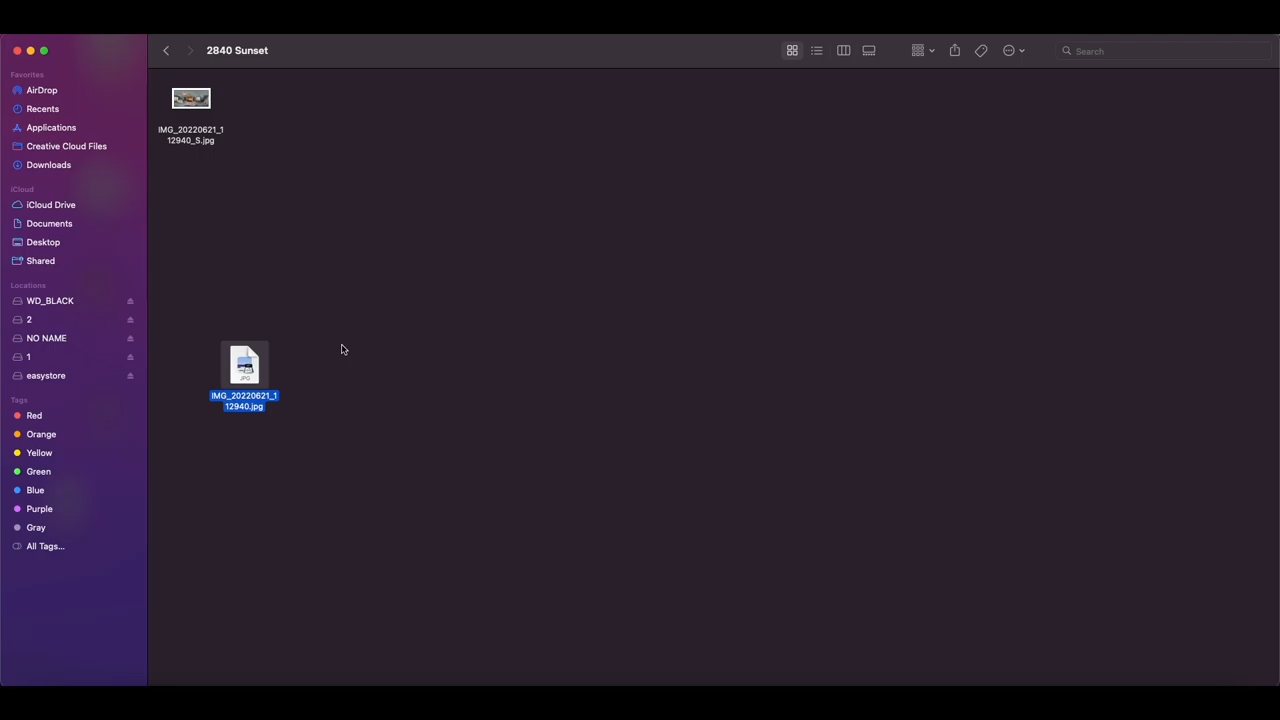 2840 Sunset
Search
Favorites
AirDrop
Recents
Applications
Creative Cloud Files
Downloads
iCloud
iCloud Drive
Documents
Desktop
Shared
Locations
WD_BLACK
2
NO NAME
1
easystore
Tags
Red
Orange
Yellow
Green
Blue
Purple
Gray
All Tags...
IMG_20220621_1
12940_S.jpg
JPG
IMG_20220621_1
12940.jpg